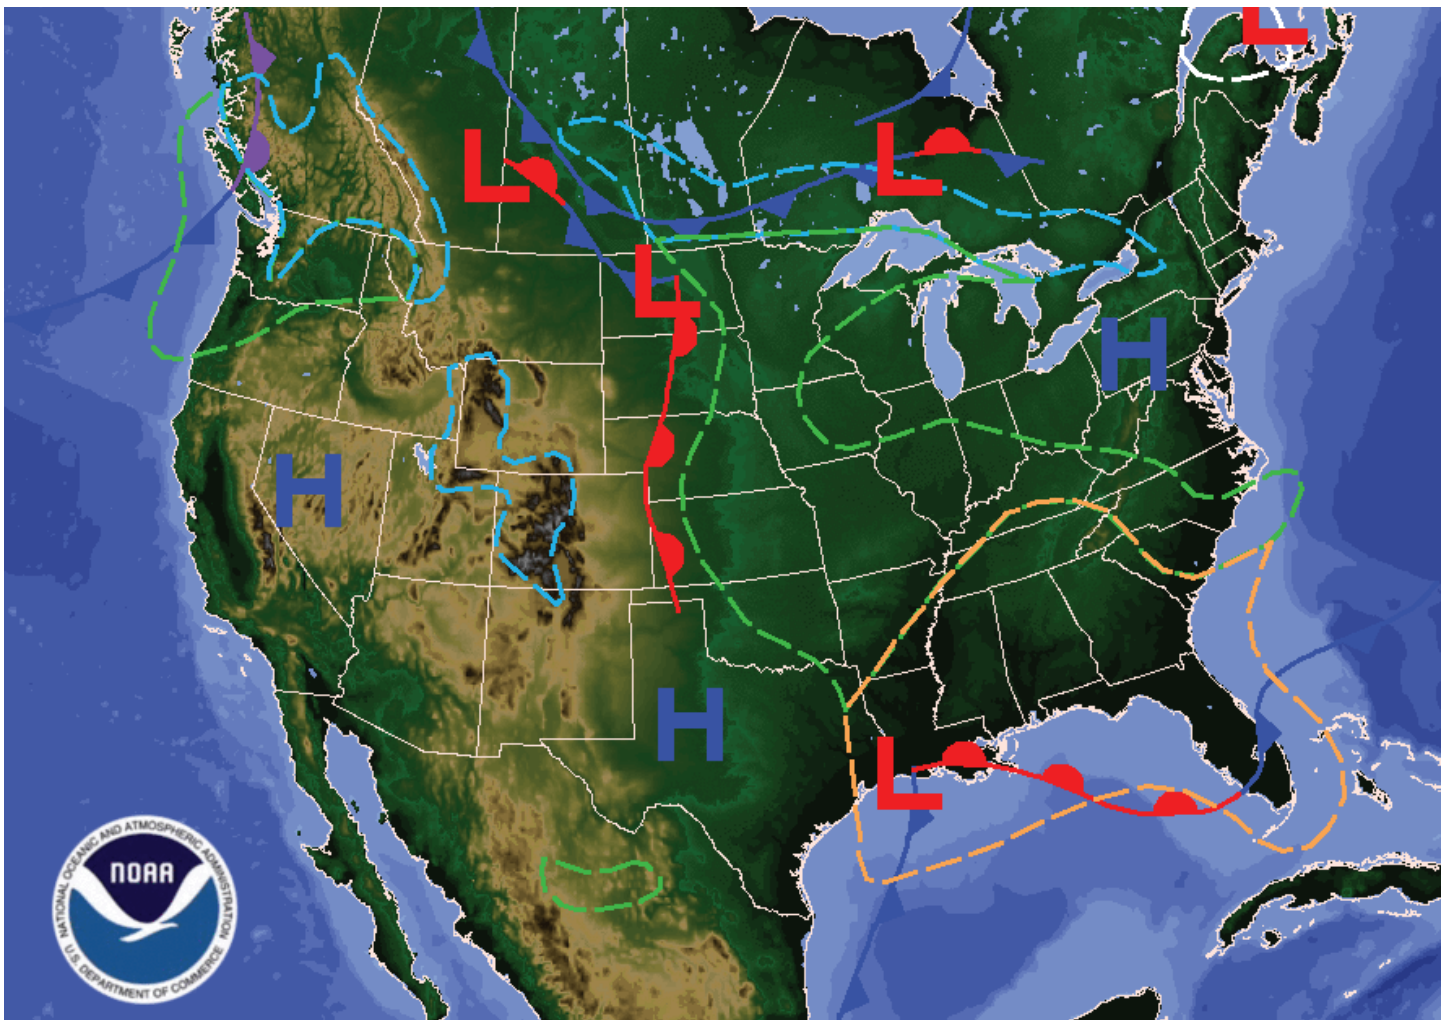 L
L
L
L
H
H
H
L
NOAA
NATIONAL OCEANIC AND ATMOSPHERIC ADMINISTRATION
U.S. DEPARTMENT OF COMMERCE